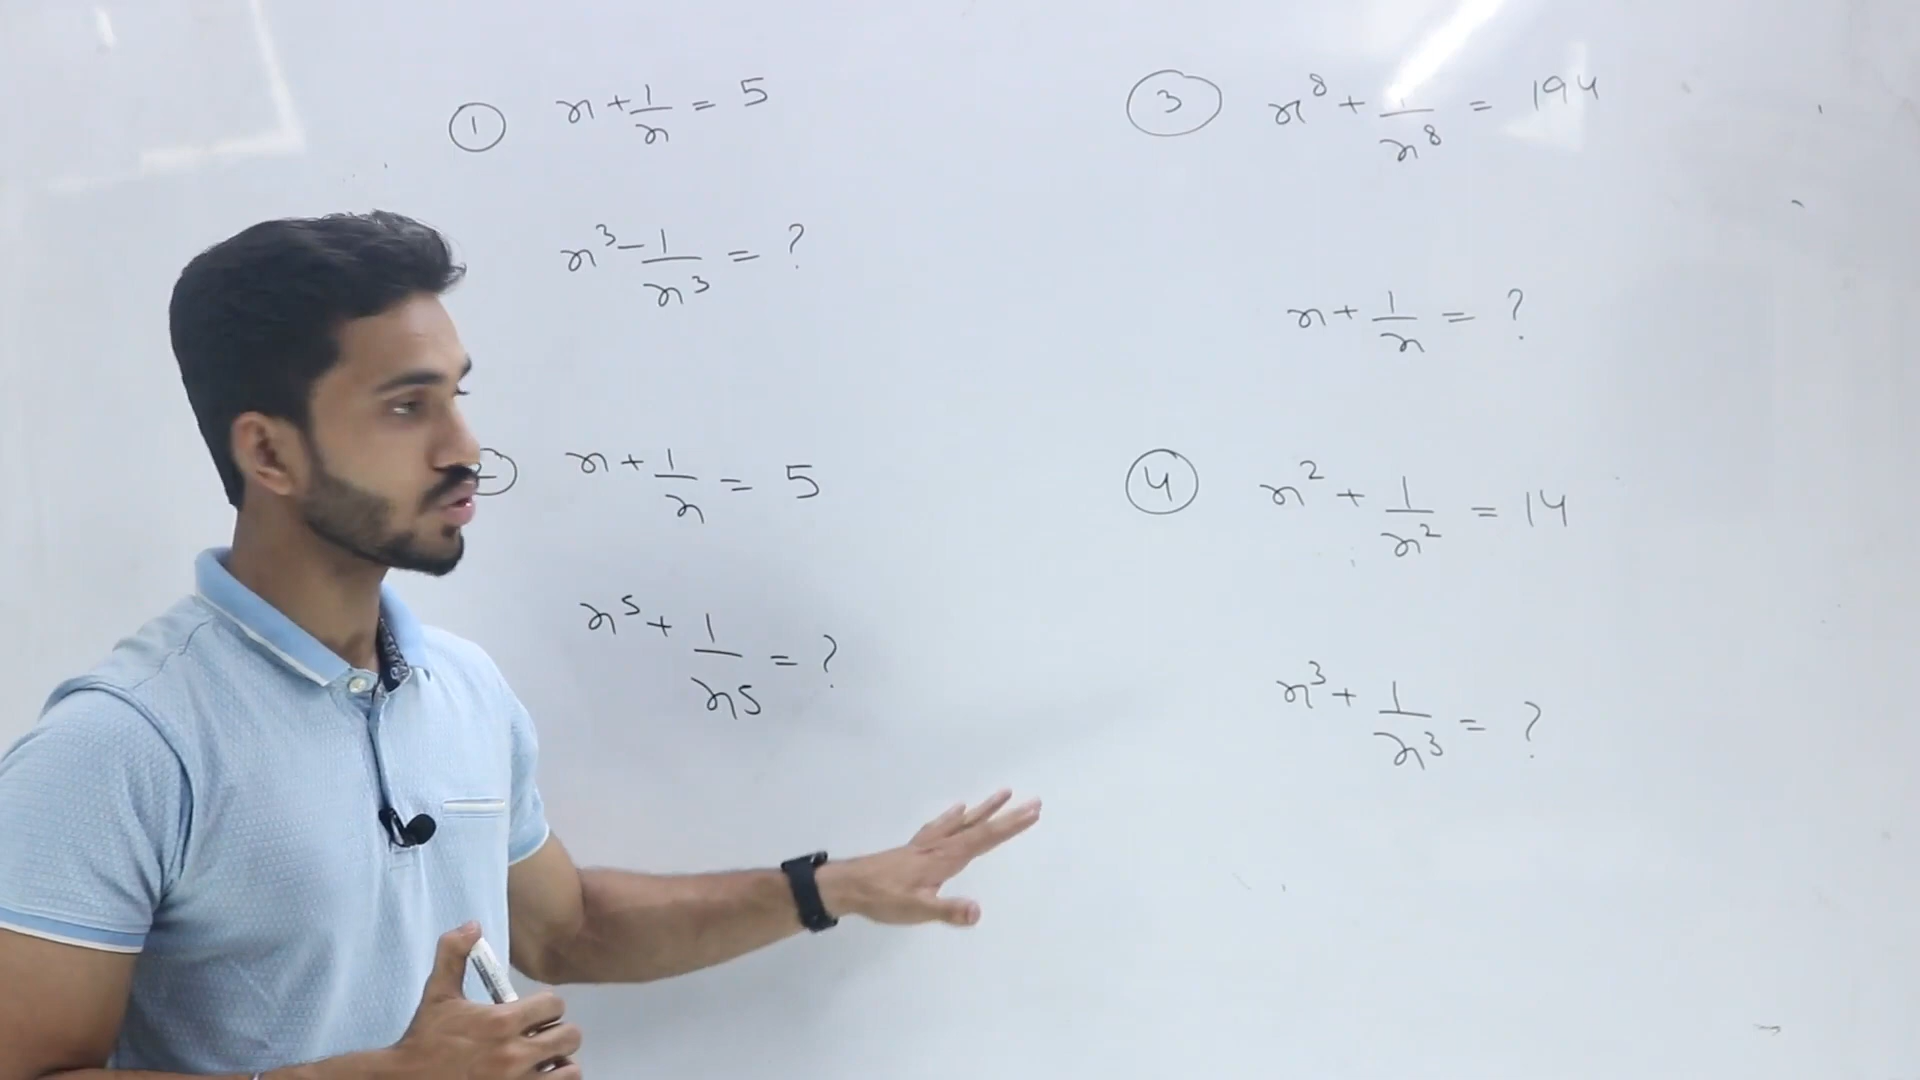 ① x + 1/x = 5
x³ - 1/x³ = ?
② x + 1/x = 5
x⁵ + 1/x⁵ = ?
③ x⁸ + 1/x⁸ = 194
x + 1/x = ?
④ x² + 1/x² = 14
x³ + 1/x³ = ?